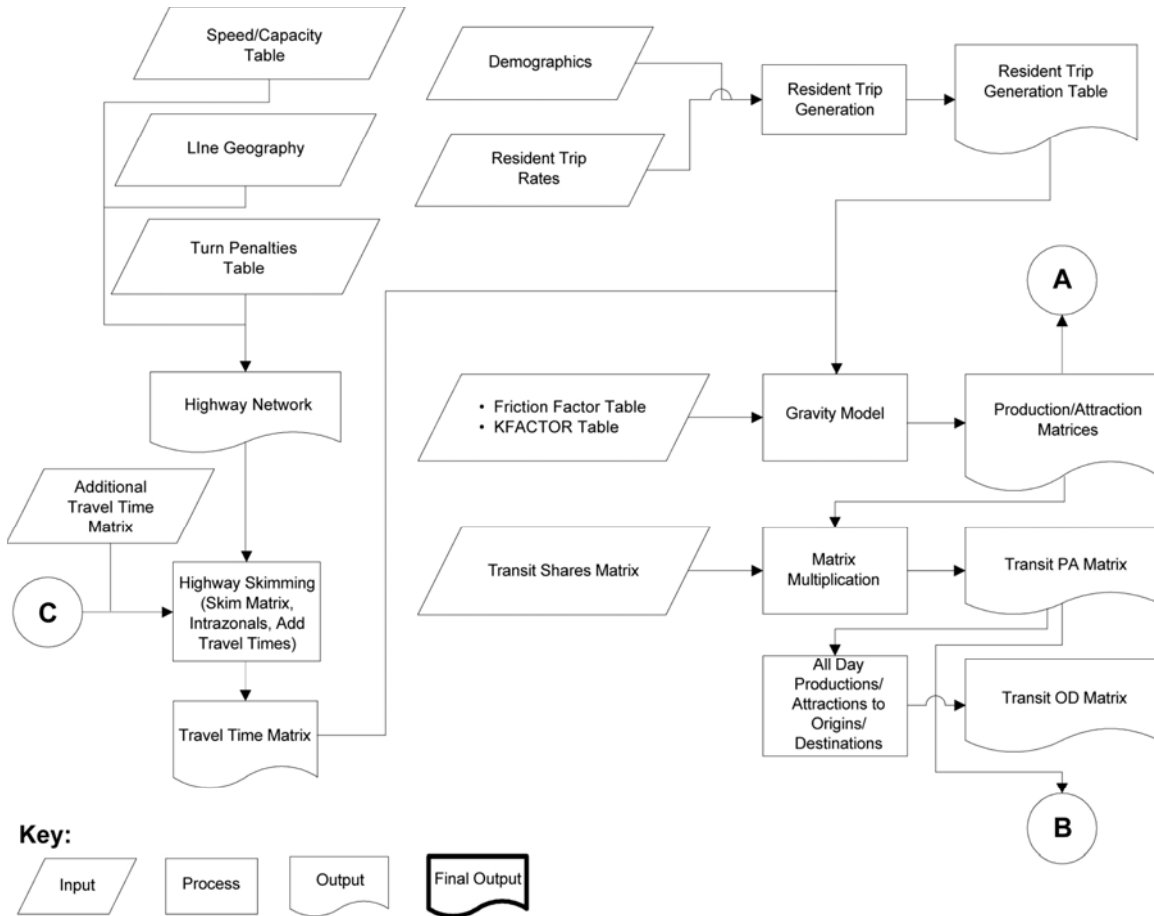 Speed/Capacity
Table
LIne Geography
Turn Penalties
Table
Highway Network
Additional
Travel Time
Matrix
C
Highway Skimming
(Skim Matrix,
Intrazonals, Add
Travel Times)
Travel Time Matrix
Demographics
Resident Trip
Rates
Resident Trip
Generation
Resident Trip
Generation Table
A
• Friction Factor Table
• KFACTOR Table
Gravity Model
Production/Attraction
Matrices
Transit Shares Matrix
Matrix
Multiplication
Transit PA Matrix
All Day
Productions/
Attractions to
Origins/
Destinations
Transit OD Matrix
B
Key:
Input
Process
Output
Final Output